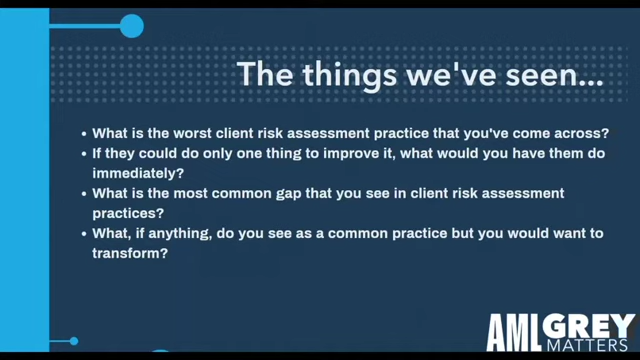 The things we've seen...
• What is the worst client risk assessment practice that you've come across?
• If they could do only one thing to improve it, what would you have them do
immediately?
• What is the most common gap that you see in client risk assessment
practices?
• What, if anything, do you see as a common practice but you would want to
transform?
AML GREY
MATTERS